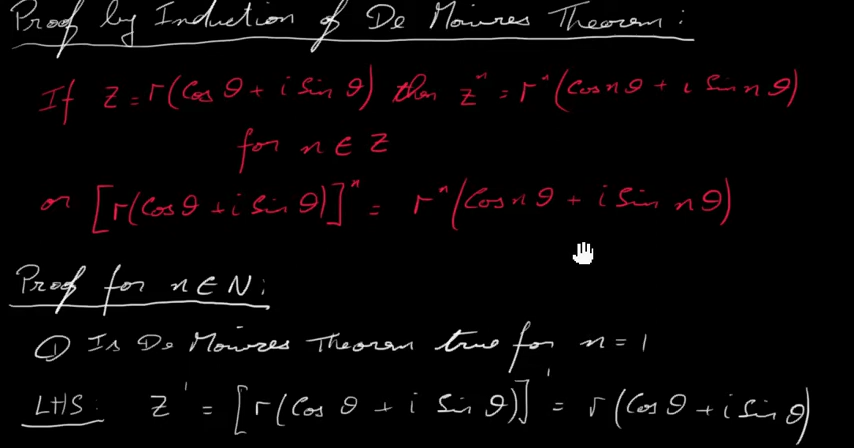 Proof by Induction of De Moivres Theorem:
If z = r(Cos θ + i Sin θ) then zⁿ = rⁿ(Cos nθ + i Sin nθ)
for n ∈ Z
or [r(Cos θ + i Sin θ)]ⁿ = rⁿ(Cos nθ + i Sin nθ)
Proof for n ∈ N:
① Is De Moivres Theorem true for n = 1
LHS: z¹ = [r(Cos θ + i Sin θ)]¹ = r(Cos θ + i Sin θ)